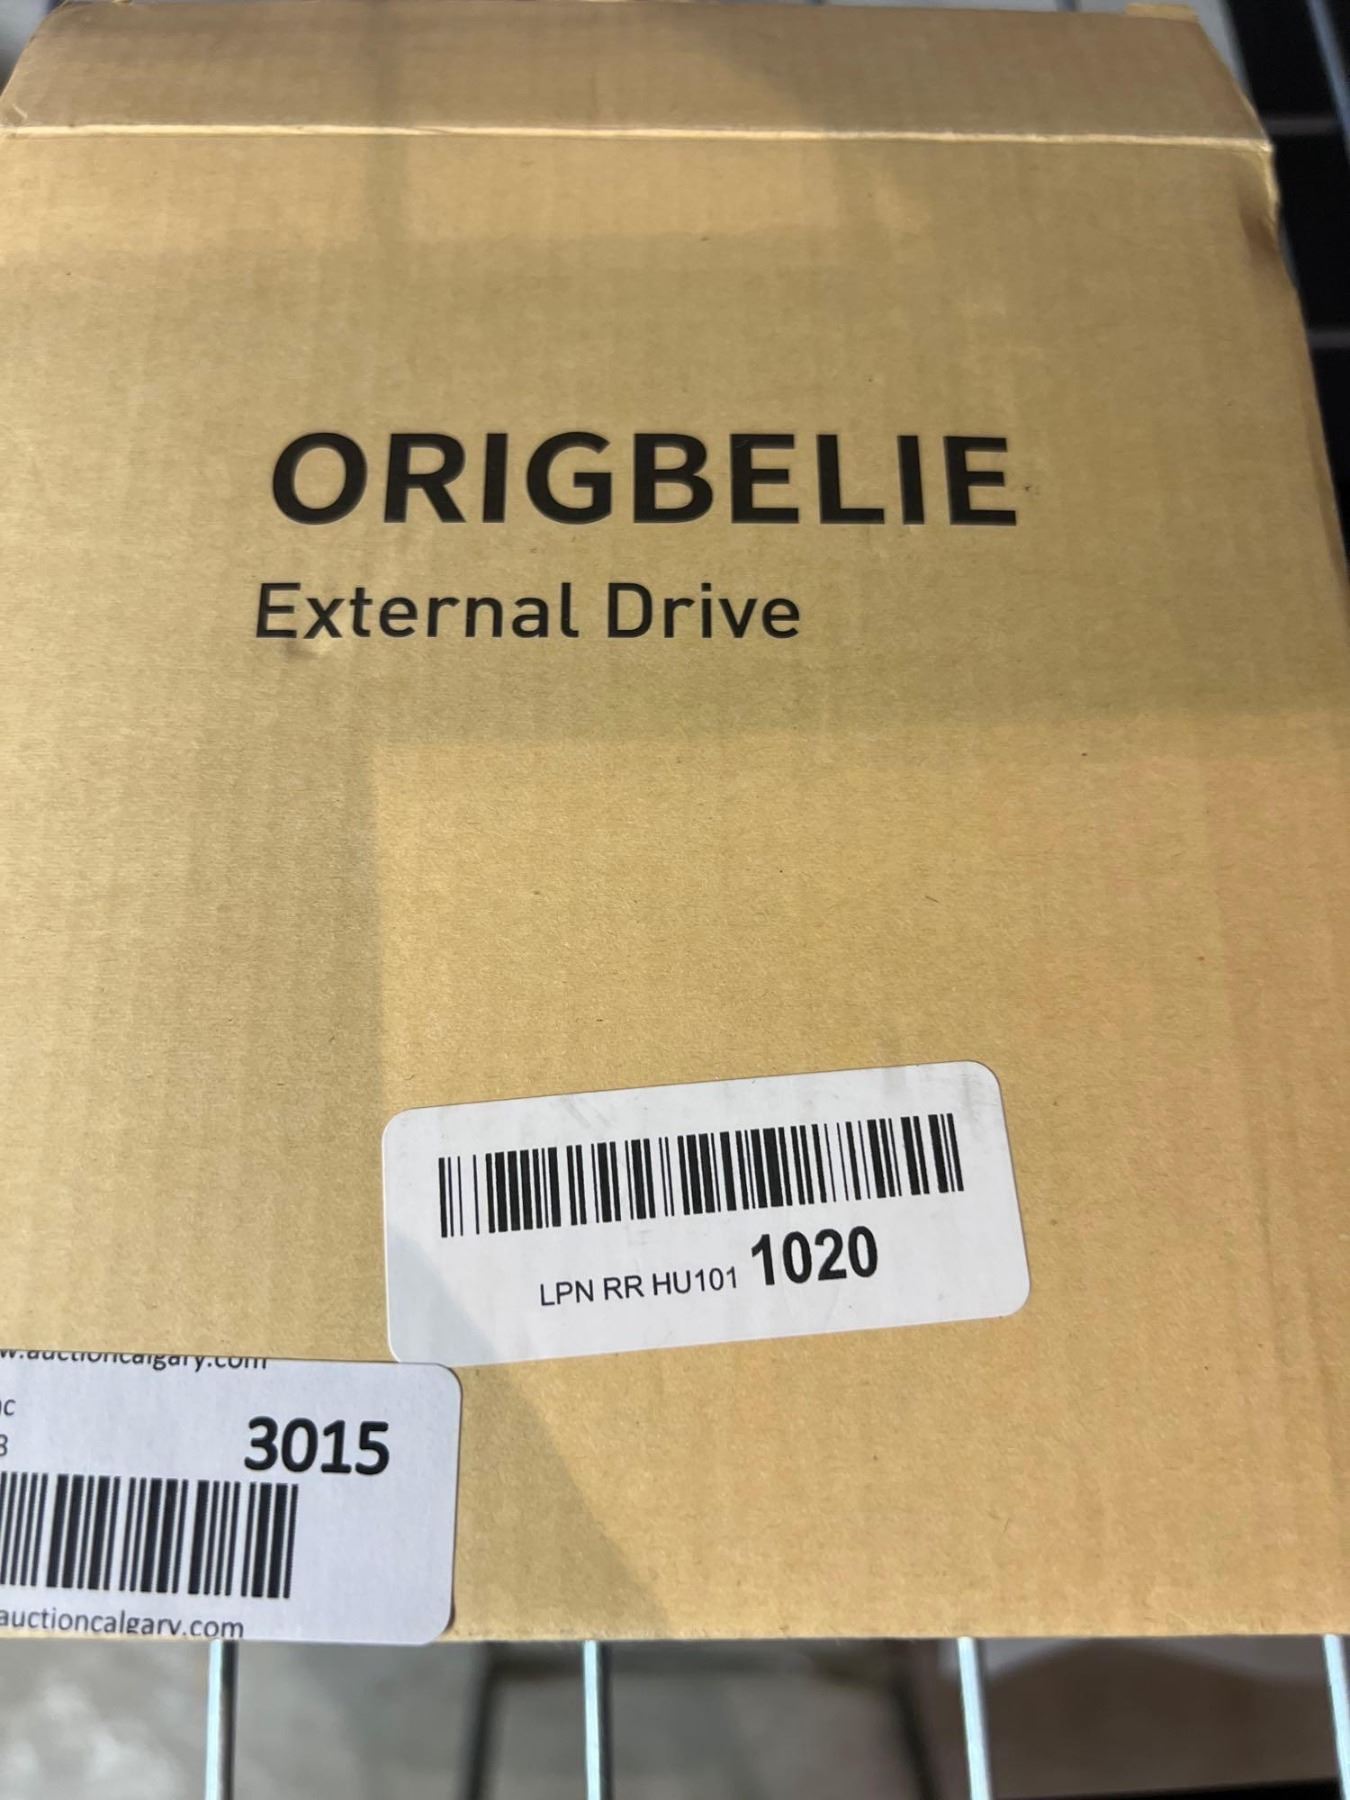 ORIGBELIE
External Drive
LPN RR HU101 1020
w.auctioncalgary.com
3015
auctioncalgary.com